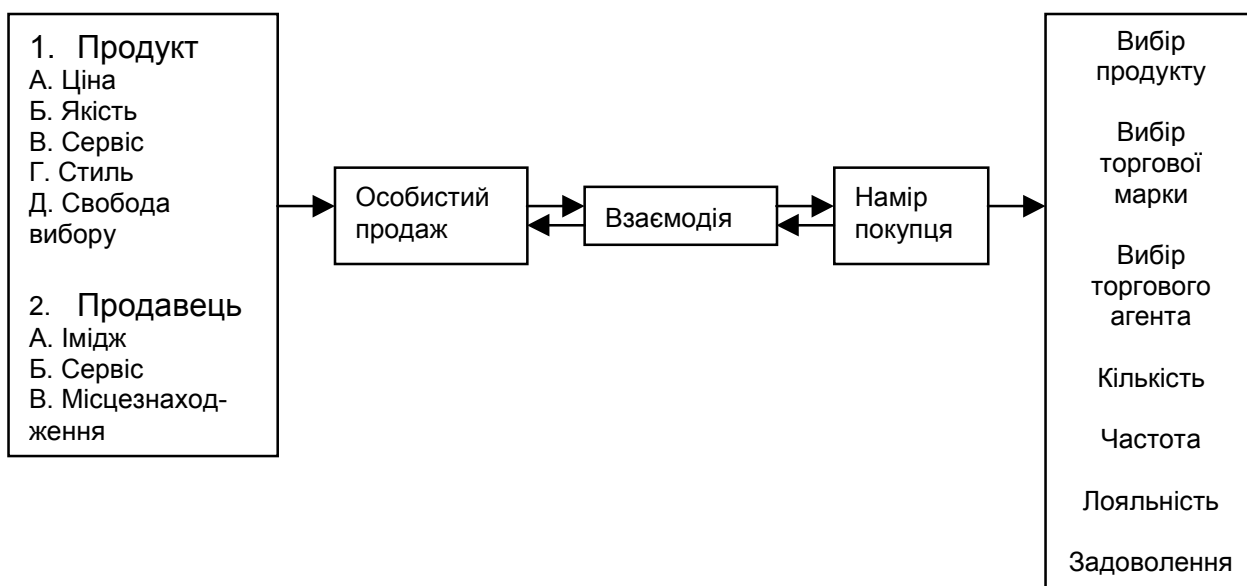 1. Продукт
А. Ціна
Б. Якість
В. Сервіс
Г. Стиль
Д. Свобода
вибору
2. Продавець
А. Імідж
Б. Сервіс
В. Місцезнаход-
ження
Особистий
продаж
Взаємодія
Намір
покупця
Вибір
продукту
Вибір
торгової
марки
Вибір
торгового
агента
Кількість
Частота
Лояльність
Задоволення